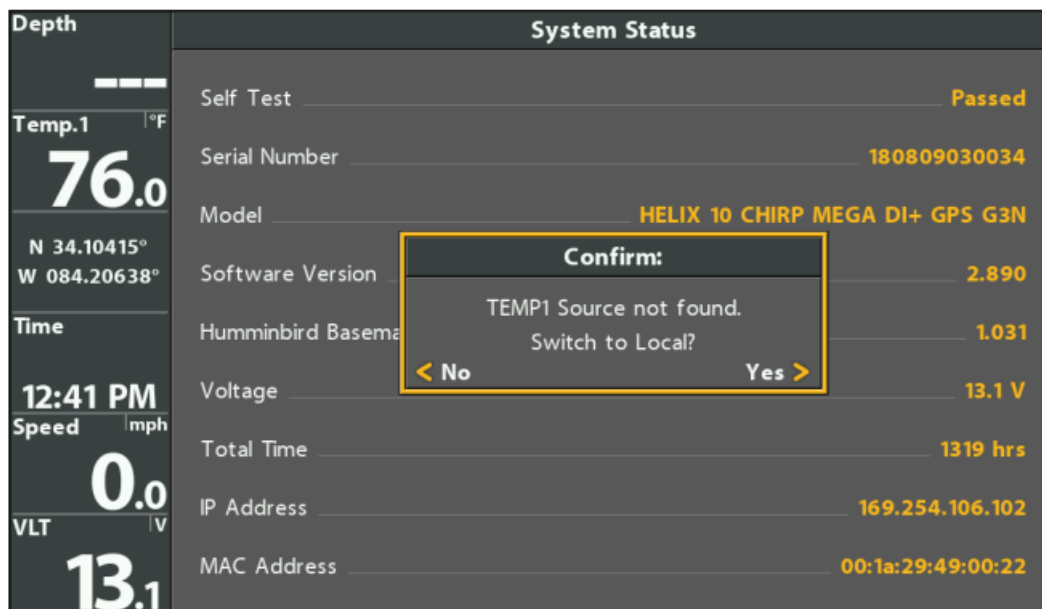 Depth
---
Temp.1 °F
76.0
N 34.10415°
W 084.20638°
Time
12:41 PM
Speed mph
0.0
VLT V
13.1
System Status
Self Test Passed
Serial Number 180809030034
Model HELIX 10 CHIRP MEGA DI+ GPS G3N
Software Version 2.890
Humminbird Basema 1.031
Voltage 13.1 V
Total Time 1319 hrs
IP Address 169.254.106.102
MAC Address 00:1a:29:49:00:22
Confirm:
TEMP1 Source not found.
Switch to Local?
< No Yes >